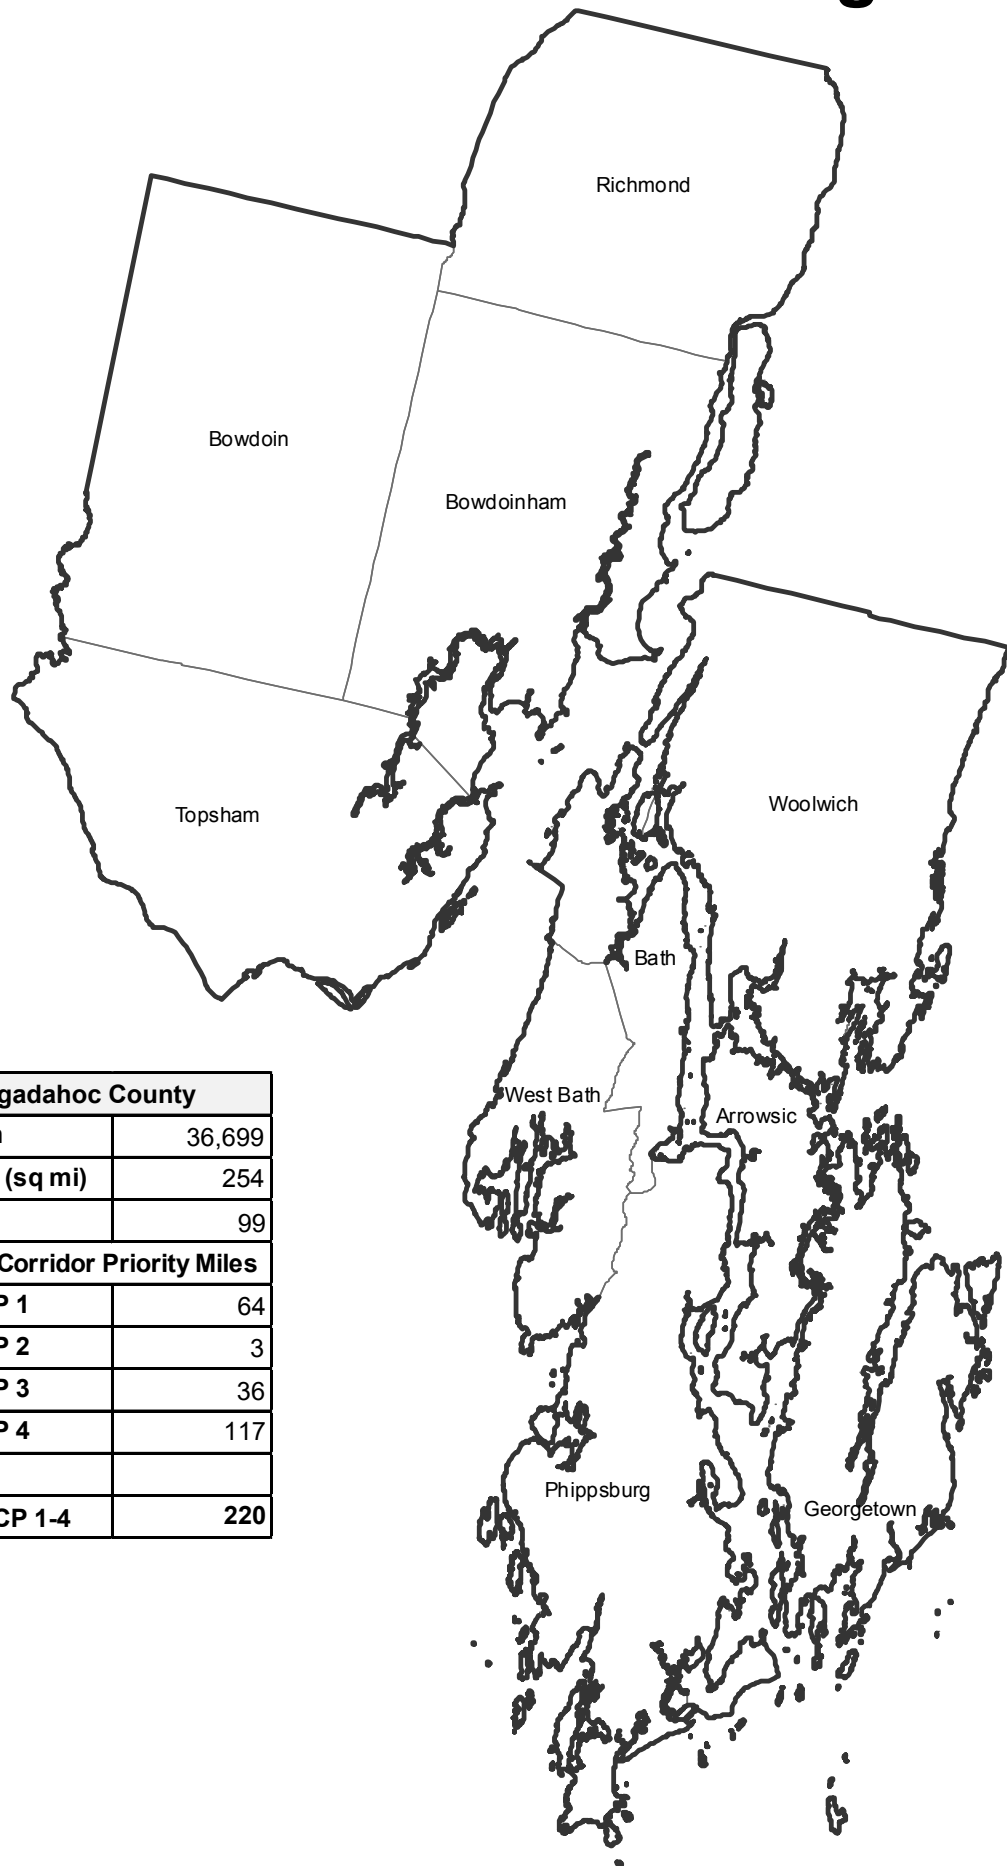 g
Richmond
Bowdoin
Bowdoinham
Topsham
Woolwich
Bath
West Bath
Arrowsic
Phippsburg
Georgetown
gadahoc County
36,699
(sq mi) 254
99
Corridor Priority Miles
P 1 64
P 2 3
P 3 36
P 4 117
CP 1-4 220